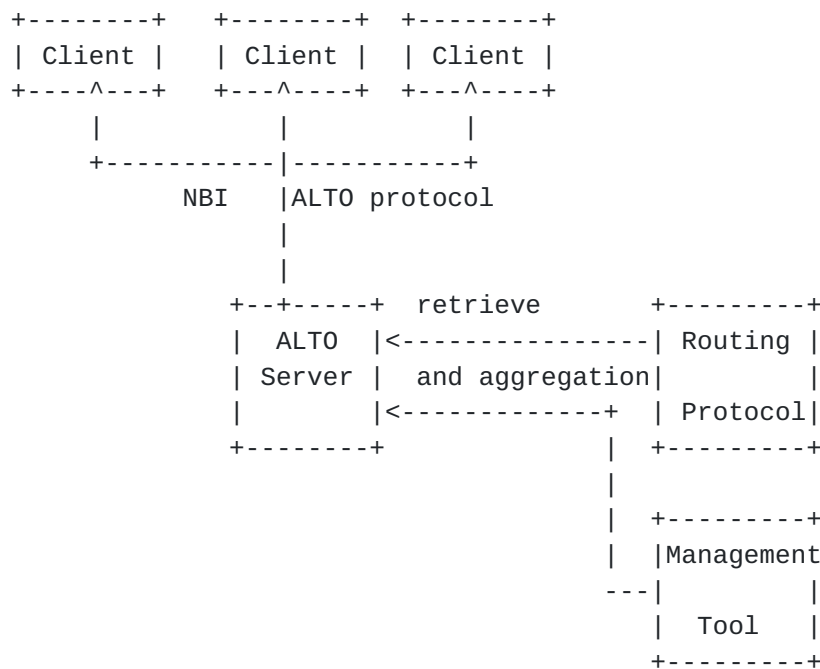 Client Client Client
NBI ALTO protocol
retrieve
ALTO Routing
Server and aggregation
Protocol
Management
Tool